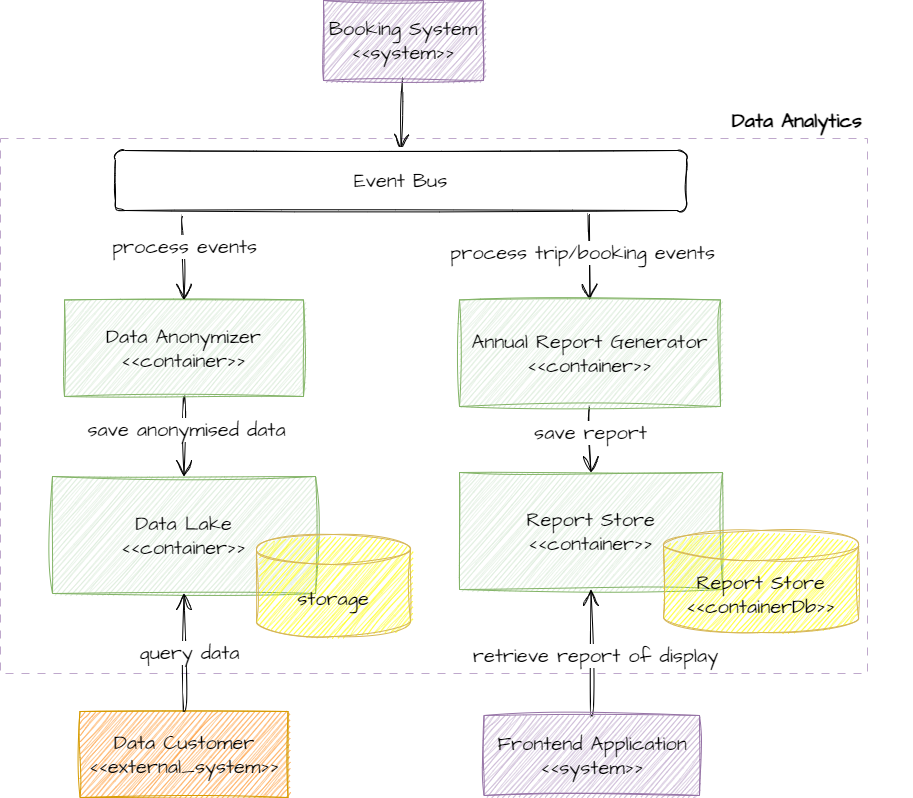 Booking System
<<system>>
Data Analytics
Event Bus
process events
process trip/booking events
Data Anonymizer
<<container>>
Annual Report Generator
<<container>>
save anonymised data
save report
Data Lake
<<container>>
storage
Report Store
<<container>>
Report Store
<<containerDb>>
query data
retrieve report of display
Data Customer
<<external_system>>
Frontend Application
<<system>>